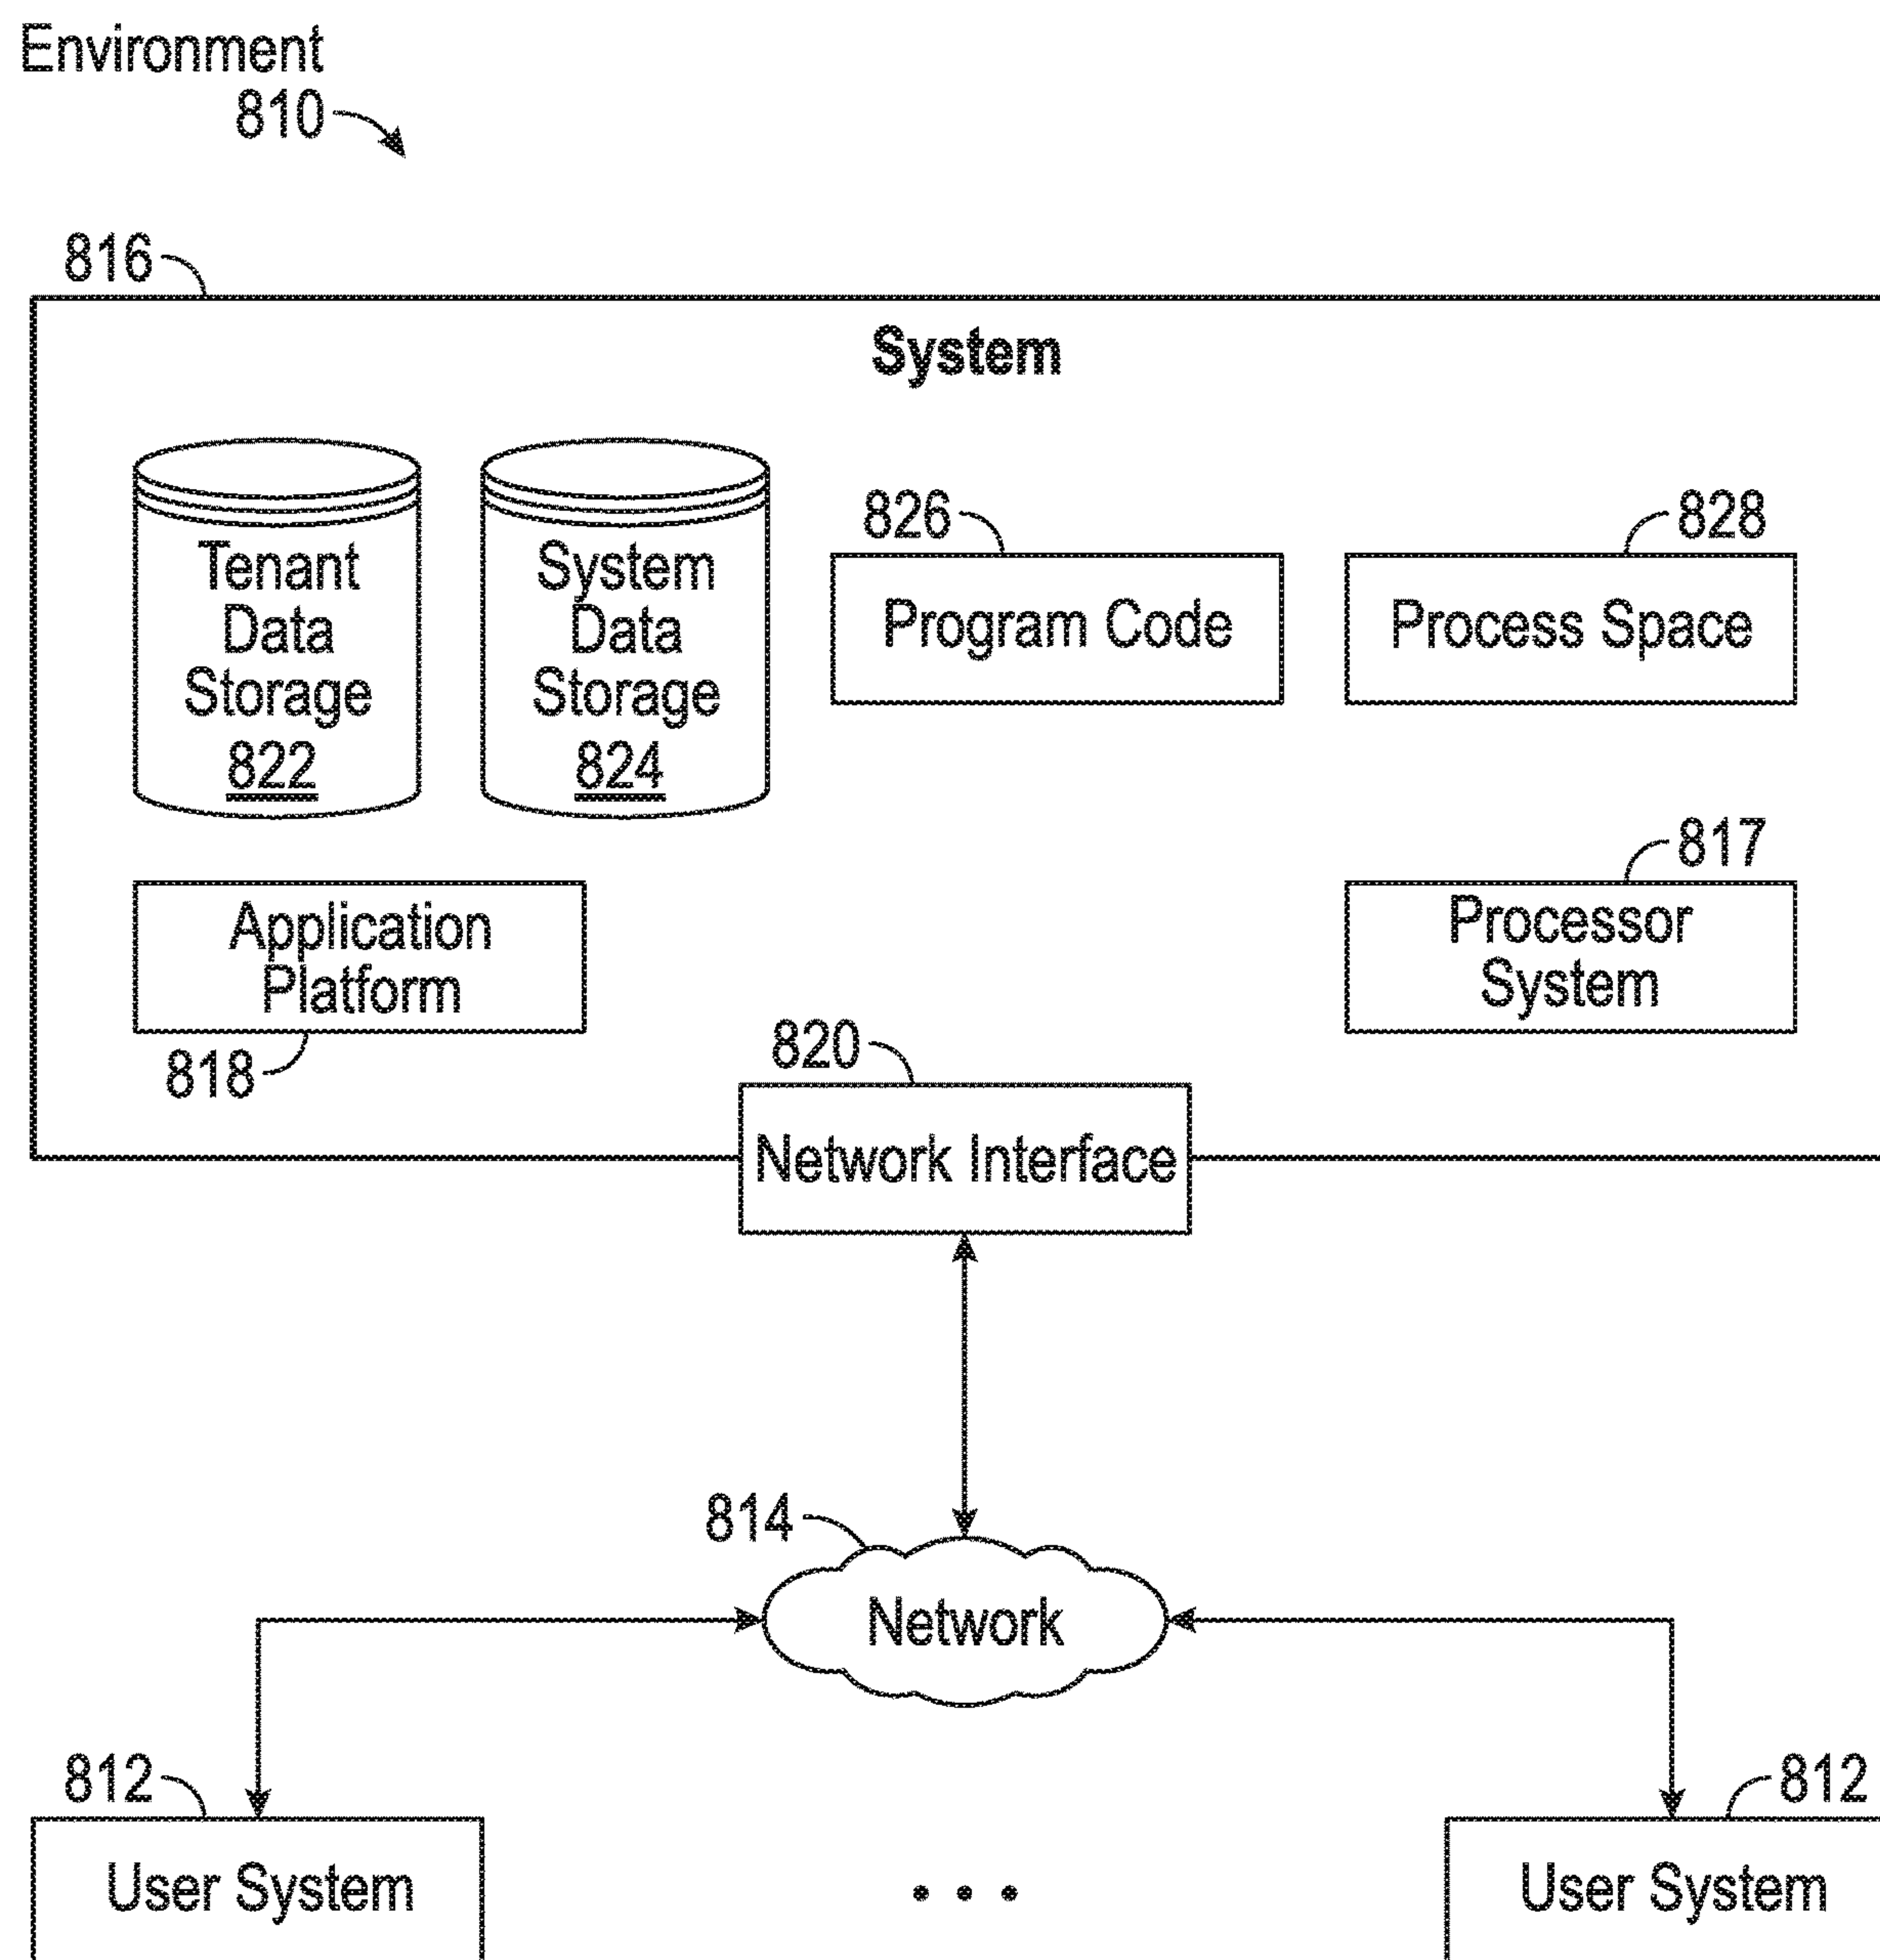 Environment
810
816
System
Tenant
Data
Storage
822
System
Data
Storage
824
826
Program Code
828
Process Space
Application
Platform
818
817
Processor
System
820
Network Interface
814
Network
812
User System
. . .
812
User System